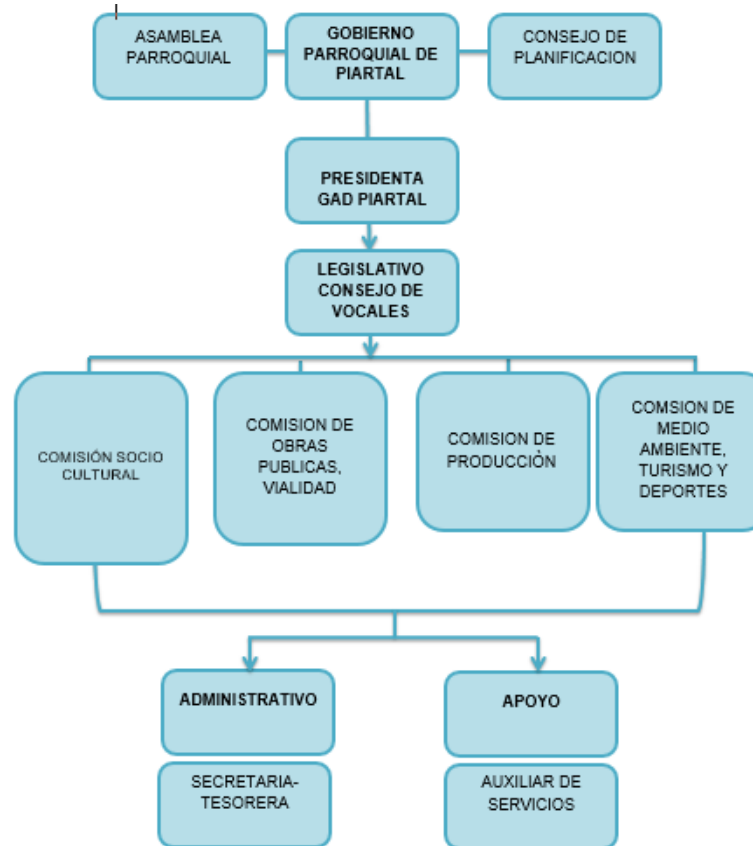 ASAMBLEA
PARROQUIAL
GOBIERNO
PARROQUIAL DE
PIARTAL
CONSEJO DE
PLANIFICACION
PRESIDENTA
GAD PIARTAL
LEGISLATIVO
CONSEJO DE
VOCALES
COMISIÓN SOCIO
CULTURAL
COMISION DE
OBRAS
PUBLICAS,
VIALIDAD
COMISION DE
PRODUCCIÒN
COMSION DE
MEDIO
AMBIENTE,
TURISMO Y
DEPORTES
ADMINISTRATIVO
APOYO
SECRETARIA-
TESORERA
AUXILIAR DE
SERVICIOS